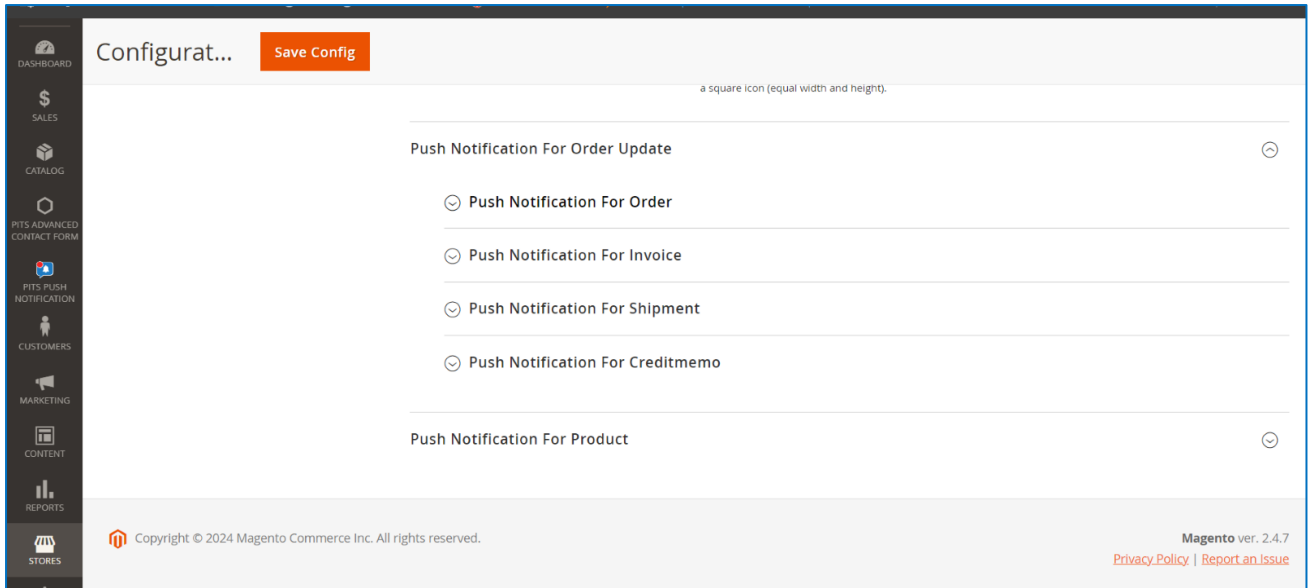 Configurat...
Save Config
DASHBOARD
SALES
CATALOG
PITS ADVANCED
CONTACT FORM
PITS PUSH
NOTIFICATION
CUSTOMERS
MARKETING
CONTENT
REPORTS
STORES
a square icon (equal width and height).
Push Notification For Order Update
Push Notification For Order
Push Notification For Invoice
Push Notification For Shipment
Push Notification For Creditmemo
Push Notification For Product
Copyright © 2024 Magento Commerce Inc. All rights reserved.
Magento ver. 2.4.7
Privacy Policy | Report an Issue